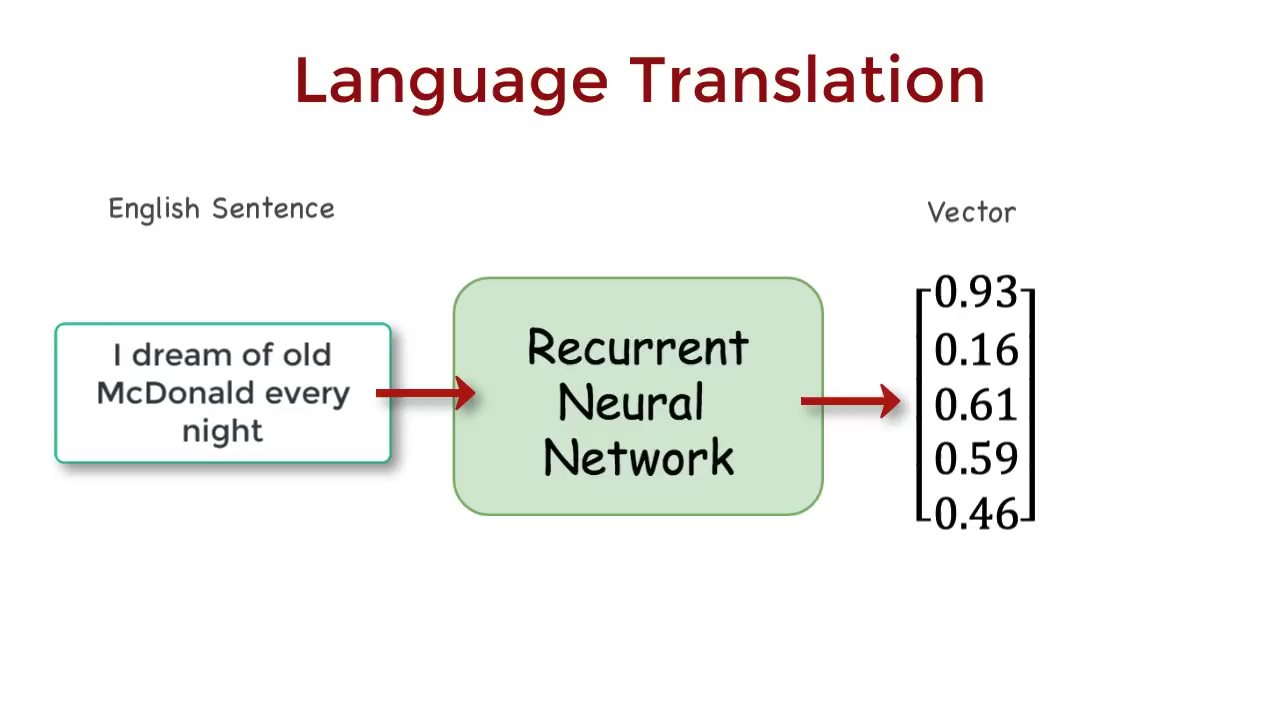 Language Translation
English Sentence
Vector
I dream of old
McDonald every
night
Recurrent
Neural
Network
0.93
0.16
0.61
0.59
0.46